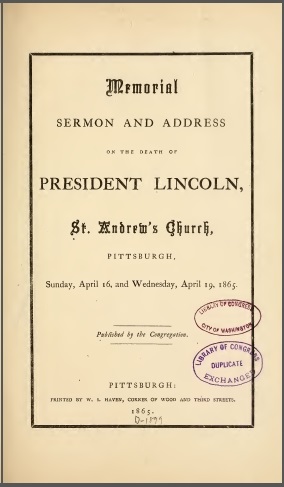 Memorial
SERMON AND ADDRESS
ON THE DEATH OF
PRESIDENT LINCOLN,
St. Andrew's Church,
PITTSBURGH,
Sunday, April 16, and Wednesday, April 19, 1865.
LIBRARY OF CONGRESS
CITY OF WASHINGTON
Published by the Congregation.
LIBRARY OF CONGRESS
DUPLICATE
EXCHANGED
PITTSBURGH:
PRINTED BY W. S. HAVEN, CORNER OF WOOD AND THIRD STREETS.
1865.